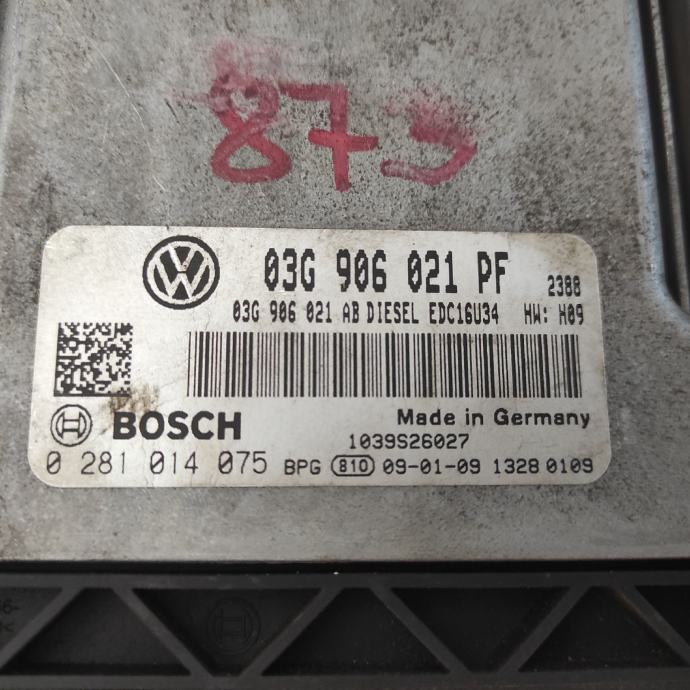 873
03G 906 021 PF 2388
03G 906 021 AB DIESEL EDC16U34 HW: H09
BOSCH
Made in Germany
1039S26027
0 281 014 075 BPG 810 09-01-09 1328 0109